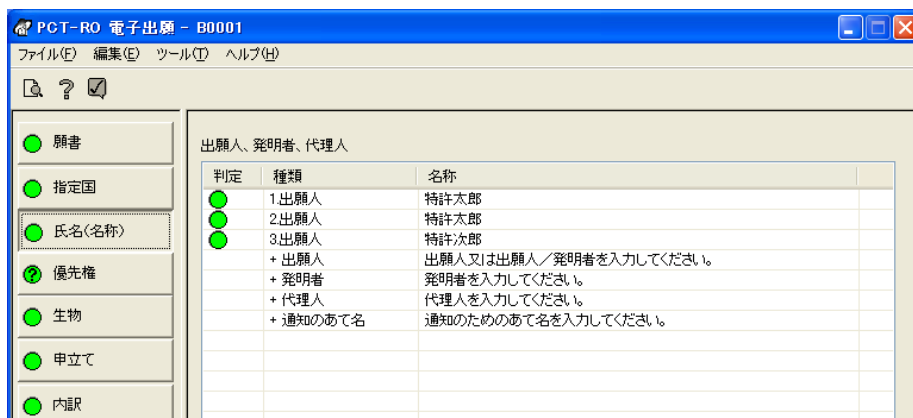 PCT-RO 電子出願 - B0001
ファイル(F) 編集(E) ツール(T) ヘルプ(H)
願書
指定国
氏名(名称)
優先権
生物
申立て
内訳
出願人、発明者、代理人
判定 種類 名称
1.出願人 特許太郎
2.出願人 特許太郎
3.出願人 特許次郎
+ 出願人 出願人又は出願人／発明者を入力してください。
+ 発明者 発明者を入力してください。
+ 代理人 代理人を入力してください。
+ 通知のあて名 通知のためのあて名を入力してください。